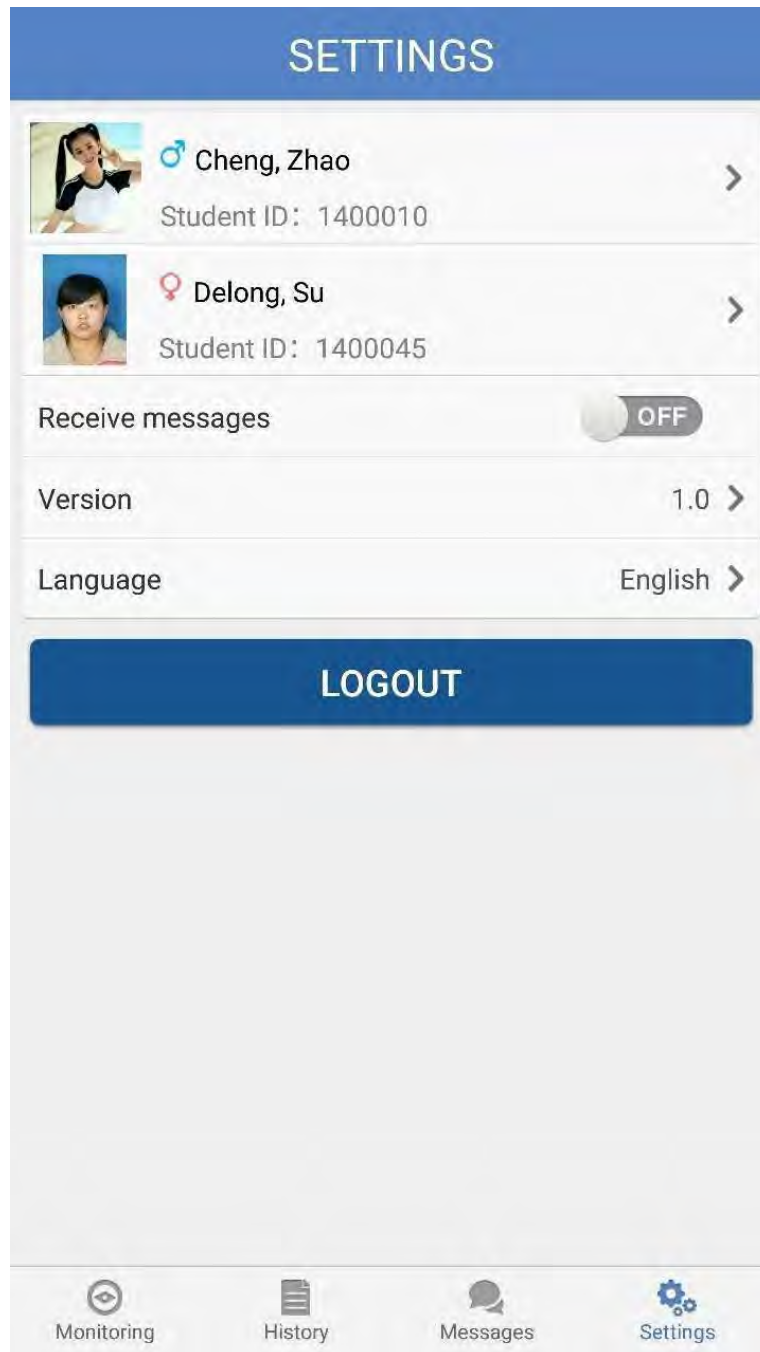 SETTINGS
Cheng, Zhao
Student ID：1400010
Delong, Su
Student ID：1400045
Receive messages OFF
Version 1.0
Language English
LOGOUT
Monitoring History Messages Settings